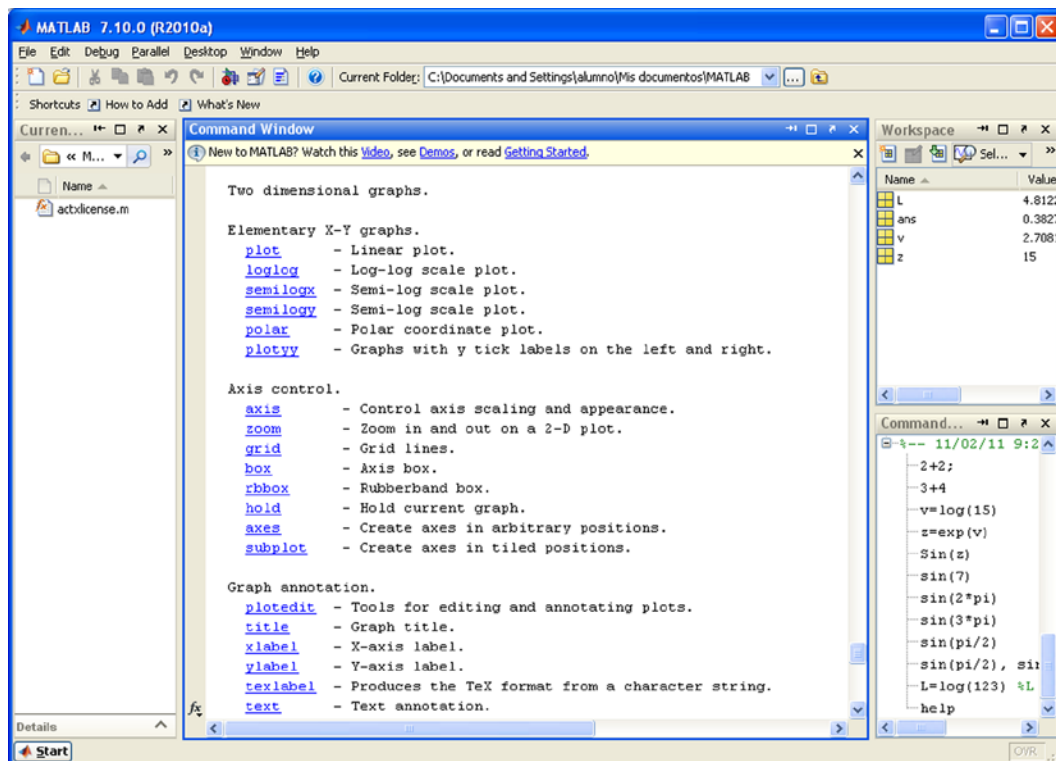 MATLAB 7.10.0 (R2010a)
File Edit Debug Parallel Desktop Window Help
Current Folder: C:\Documents and Settings\alumno\Mis documentos\MATLAB
Shortcuts How to Add What's New
Curren...
« M...
Name
actxlicense.m
Details
Command Window
New to MATLAB? Watch this Video, see Demos, or read Getting Started.
Two dimensional graphs.
Elementary X-Y graphs.
plot - Linear plot.
loglog - Log-log scale plot.
semilogx - Semi-log scale plot.
semilogy - Semi-log scale plot.
polar - Polar coordinate plot.
plotyy - Graphs with y tick labels on the left and right.
Axis control.
axis - Control axis scaling and appearance.
zoom - Zoom in and out on a 2-D plot.
grid - Grid lines.
box - Axis box.
rbbox - Rubberband box.
hold - Hold current graph.
axes - Create axes in arbitrary positions.
subplot - Create axes in tiled positions.
Graph annotation.
plotedit - Tools for editing and annotating plots.
title - Graph title.
xlabel - X-axis label.
ylabel - Y-axis label.
texlabel - Produces the TeX format from a character string.
text - Text annotation.
fx
Workspace
Sel...
Name Value
L 4.8122
ans 0.3827
v 2.7081
z 15
Command...
%-- 11/02/11 9:2
2+2;
3+4
v=log(15)
z=exp(v)
Sin(z)
sin(7)
sin(2*pi)
sin(3*pi)
sin(pi/2)
sin(pi/2), sin
L=log(123) %L
help
Start
OVR